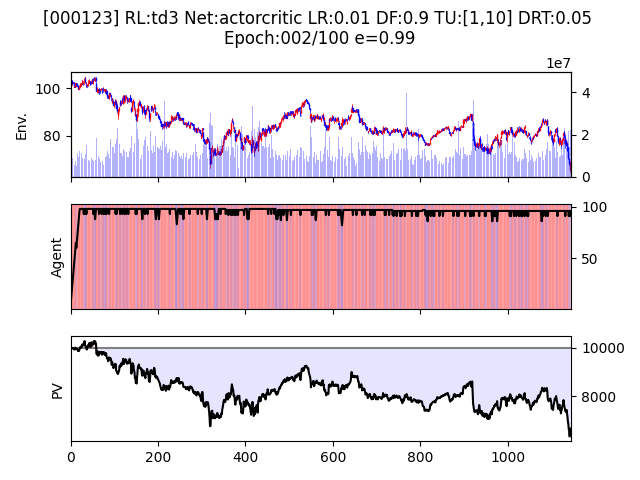 [000123] RL:td3 Net:actorcritic LR:0.01 DF:0.9 TU:[1,10] DRT:0.05
Epoch:002/100 e=0.99
1e7
Env.
100
80
4
2
0
Agent
100
50
PV
10000
8000
0 200 400 600 800 1000